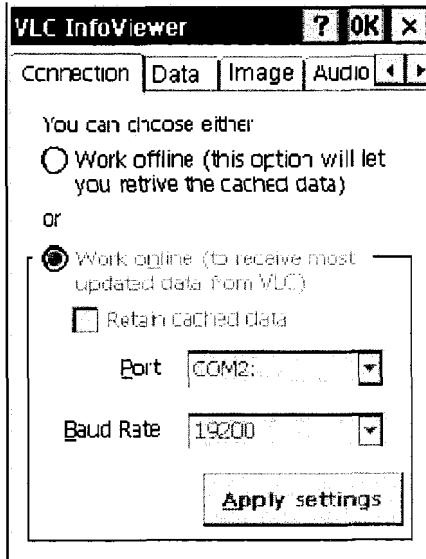 VLC InfoViewer ? OK ×
Connection Data Image Audio
You can choose either
Work offline (this option will let
you retrive the cached data)
or
Work online (to receive most
updated data from VLC)
Retain cached data
Port COM2:
Baud Rate 19200
Apply settings